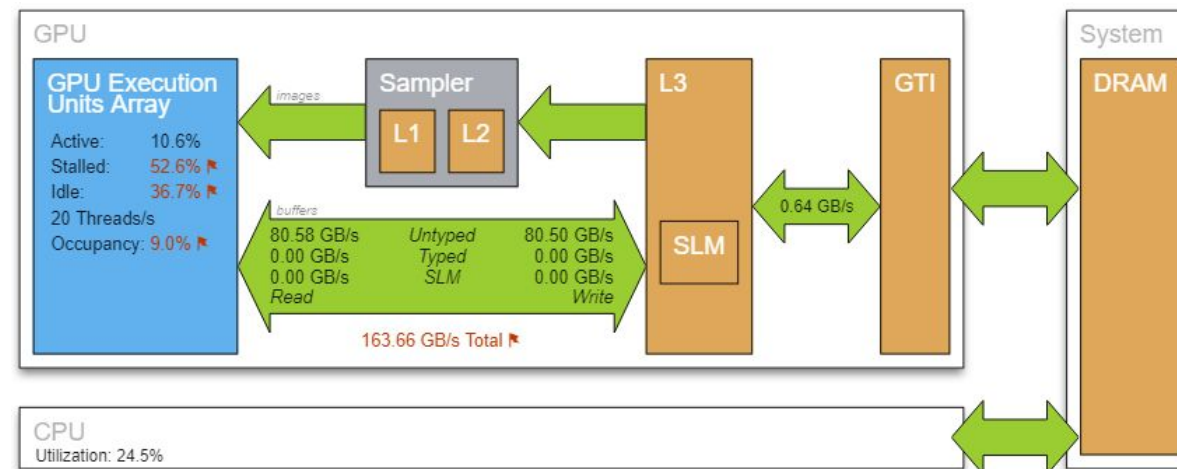 GPU
System
GPU Execution
Units Array
Active: 10.6%
Stalled: 52.6%
Idle: 36.7%
20 Threads/s
Occupancy: 9.0%
images
Sampler
L1 L2
L3
GTI
DRAM
buffers
80.58 GB/s Untyped 80.50 GB/s
0.00 GB/s Typed 0.00 GB/s
0.00 GB/s SLM 0.00 GB/s
Read Write
163.66 GB/s Total
SLM
0.64 GB/s
CPU
Utilization: 24.5%